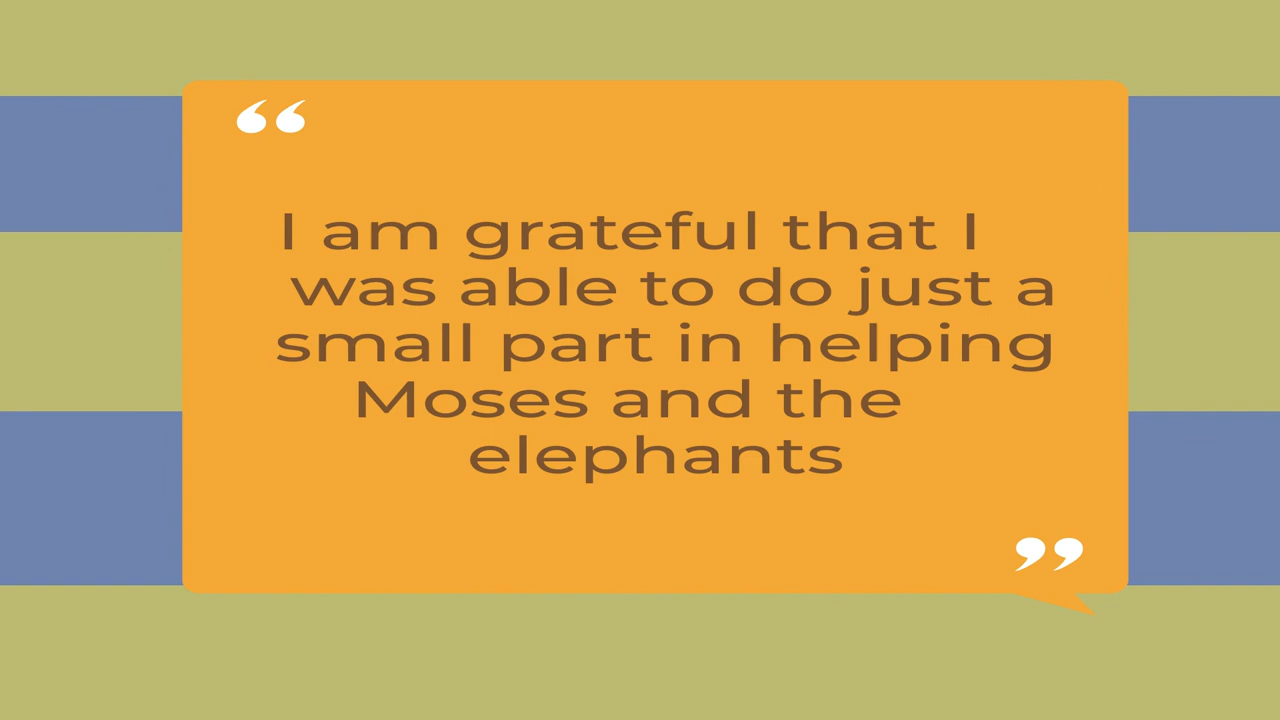 “
I am grateful that I
was able to do just a
small part in helping
Moses and the
elephants
”